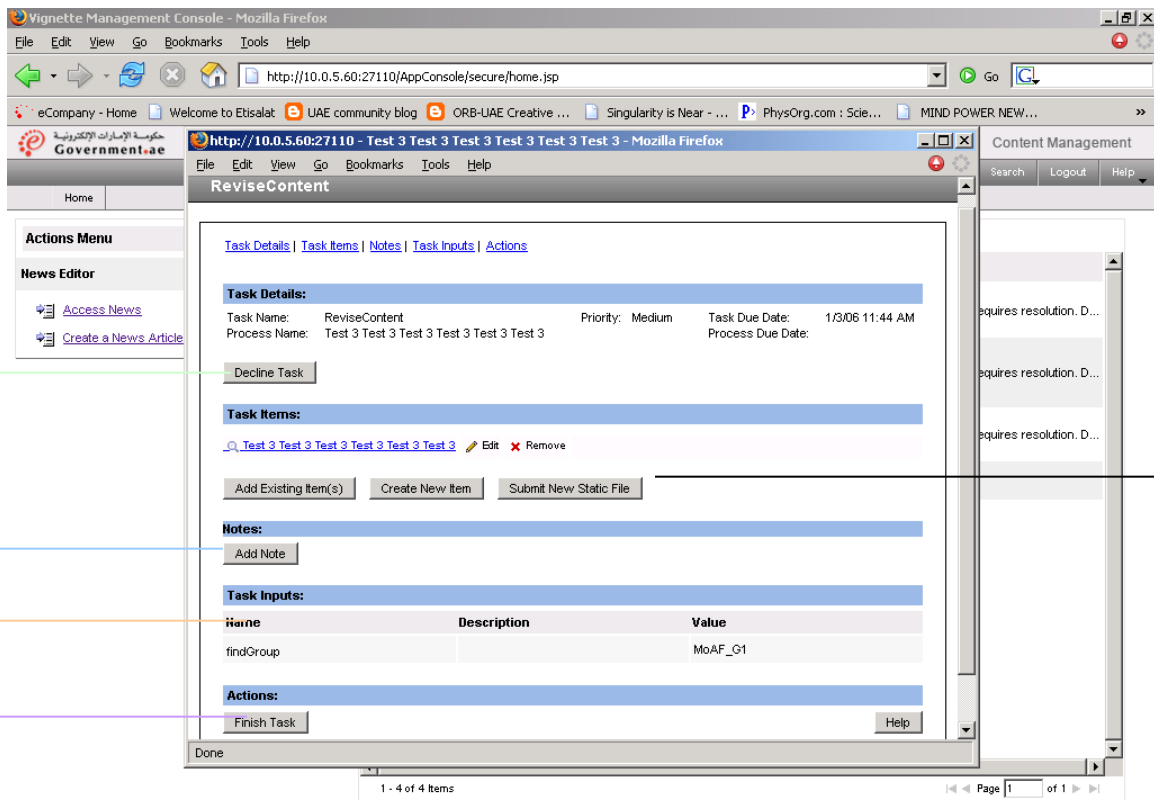 Vignette Management Console - Mozilla Firefox
File Edit View Go Bookmarks Tools Help
http://10.0.5.60:27110/AppConsole/secure/home.jsp
Go
eCompany - Home Welcome to Etisalat UAE community blog ORB-UAE Creative ... Singularity is Near - ... PhysOrg.com : Scie... MIND POWER NEW... »
حكومة الإمارات الإلكترونية
Government.ae
Content Management
Search Logout Help
Home
Actions Menu
News Editor
Access News
Create a News Article
http://10.0.5.60:27110 - Test 3 Test 3 Test 3 Test 3 Test 3 Test 3 - Mozilla Firefox
File Edit View Go Bookmarks Tools Help
ReviseContent
Task Details | Task Items | Notes | Task Inputs | Actions
Task Details:
Task Name: ReviseContent Priority: Medium Task Due Date: 1/3/06 11:44 AM
Process Name: Test 3 Test 3 Test 3 Test 3 Test 3 Test 3 Process Due Date:
Decline Task
Task Items:
Test 3 Test 3 Test 3 Test 3 Test 3 Test 3 Edit Remove
Add Existing Item(s) Create New Item Submit New Static File
Notes:
Add Note
Task Inputs:
Name Description Value
findGroup MoAF_G1
Actions:
Finish Task Help
Done
equires resolution. D...
equires resolution. D...
equires resolution. D...
1 - 4 of 4 Items Page 1 of 1